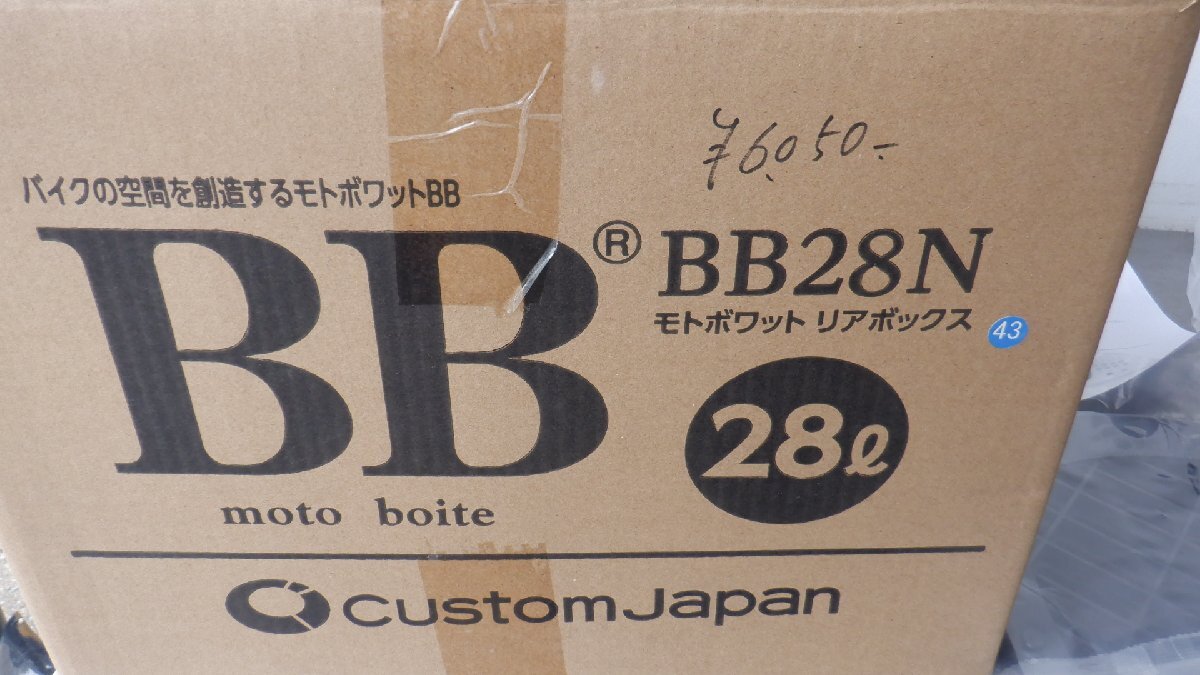 ¥6,050.-
バイクの空間を創造するモトボワットBB
BB®
moto boite
BB28N
モトボワット リアボックス
43
28ℓ
customJapan